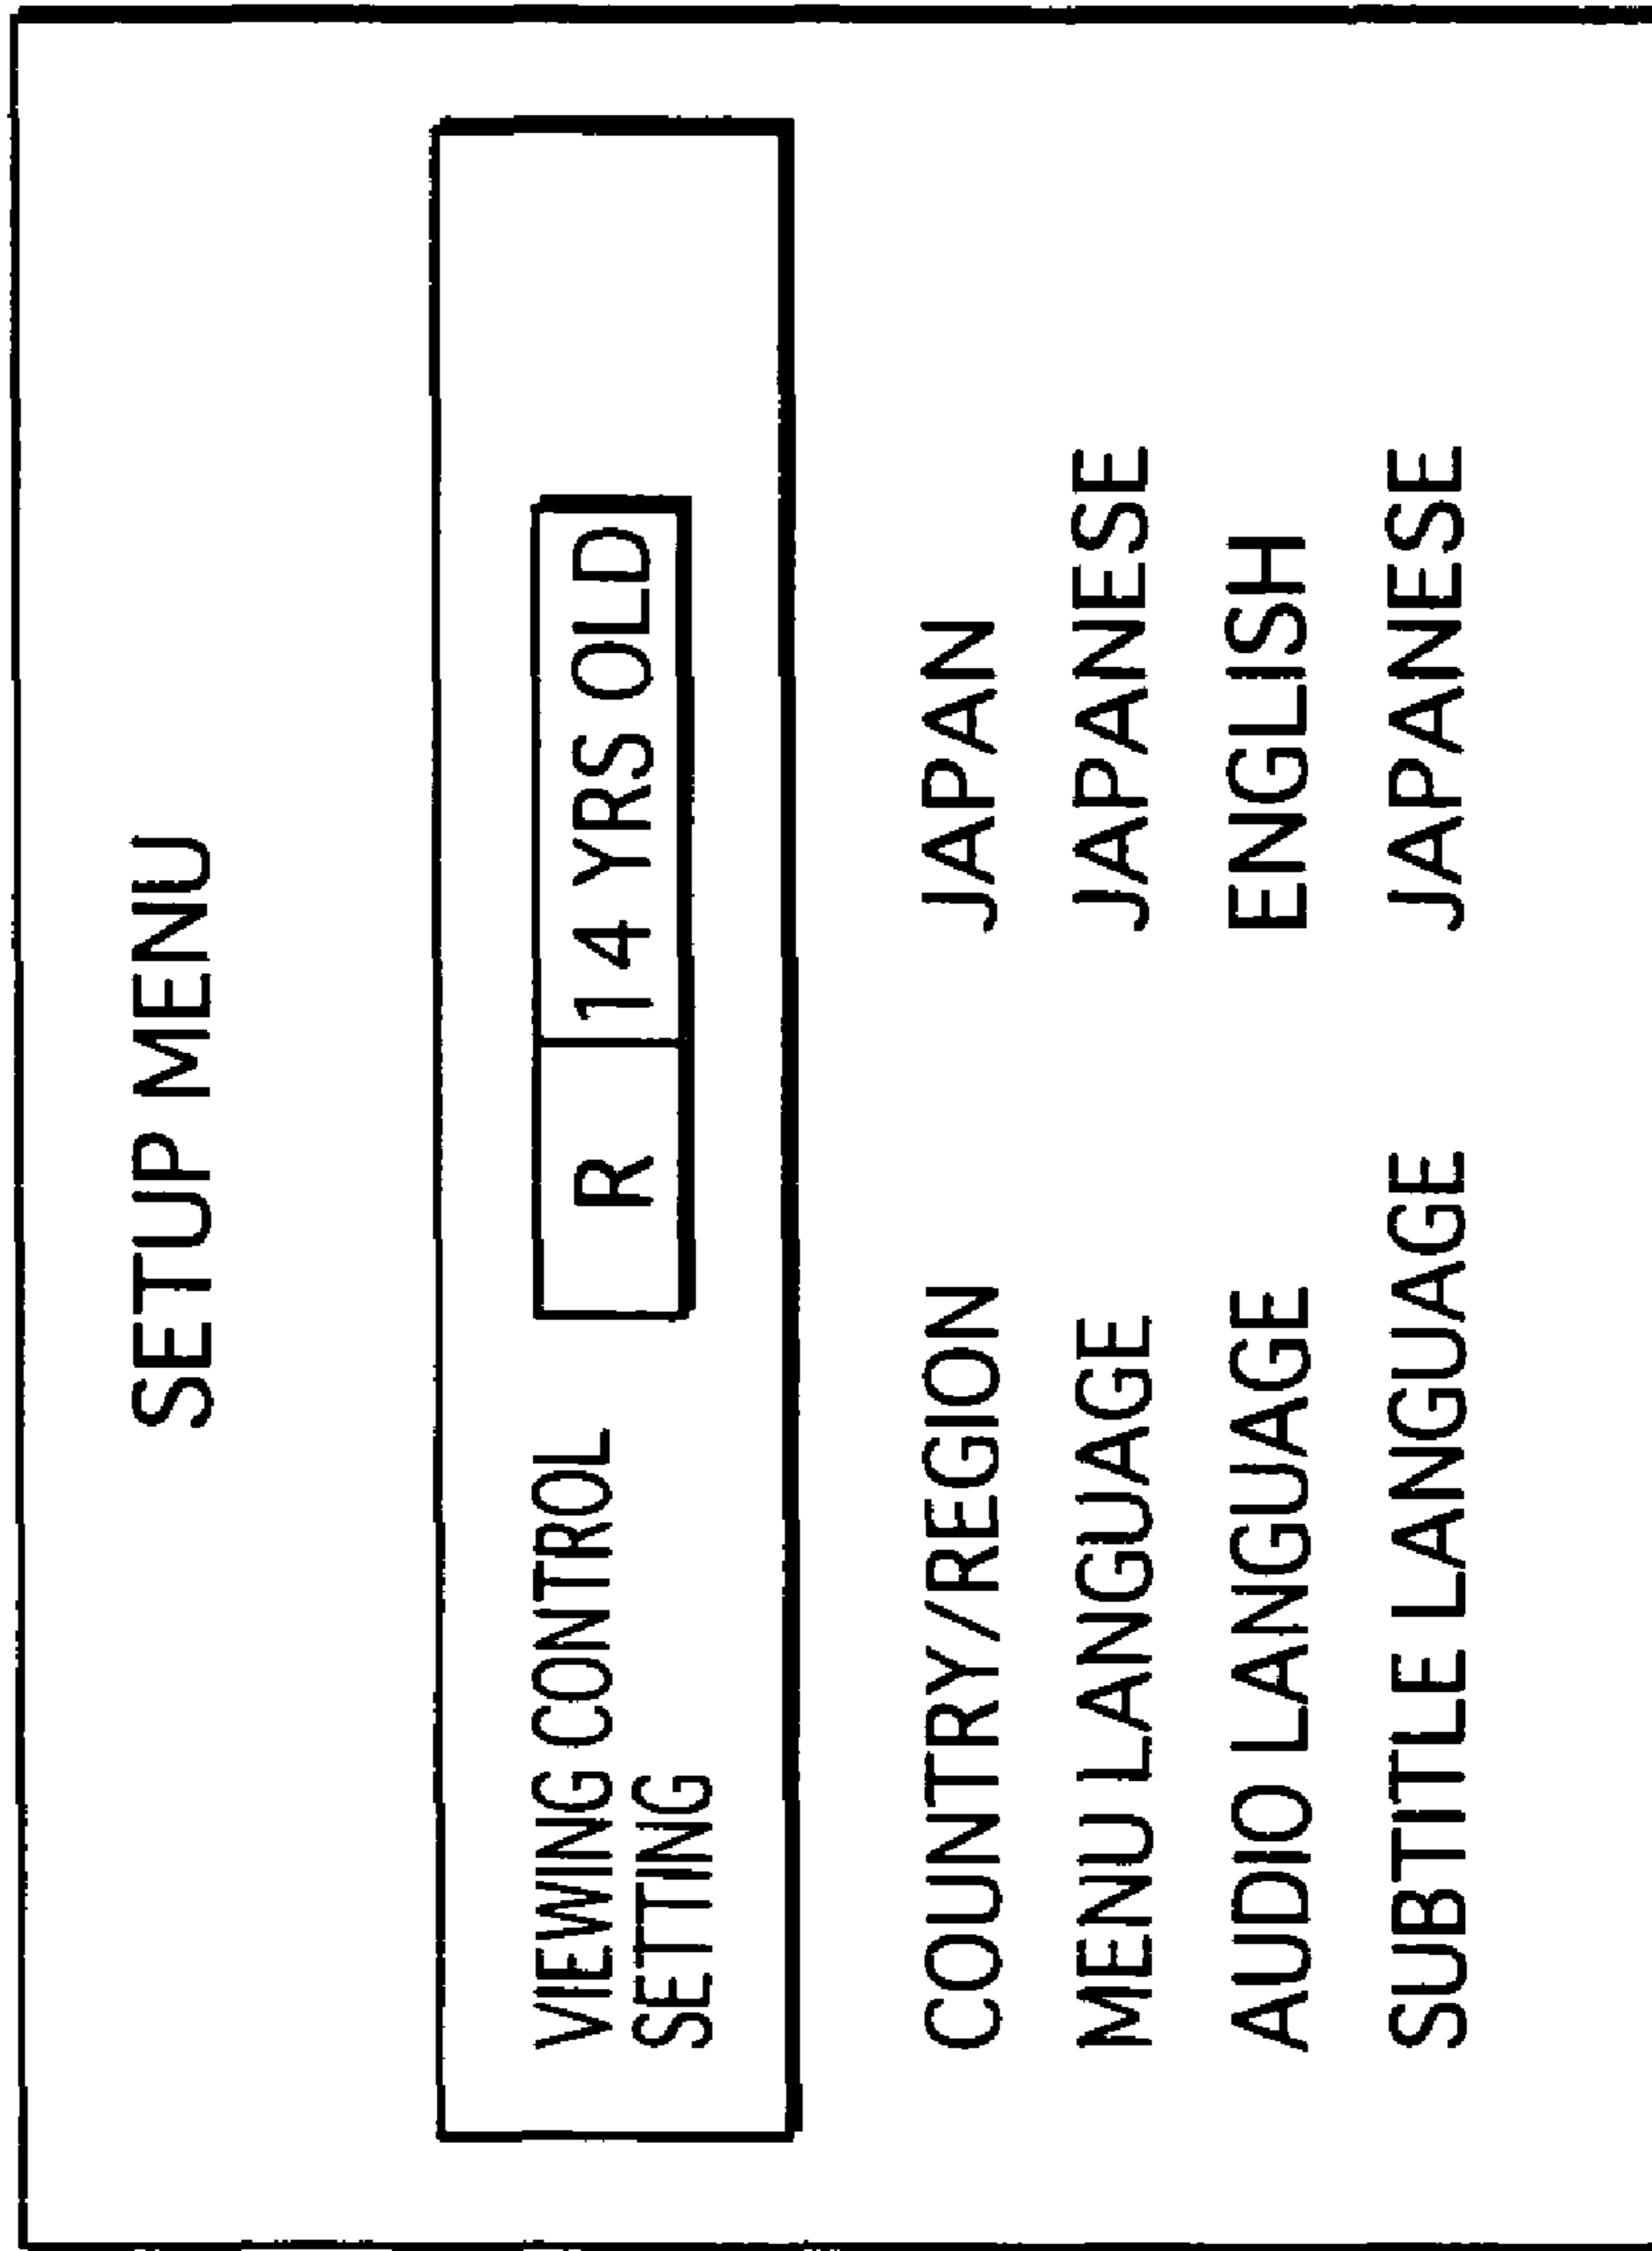 SETUP MENU
VIEWING CONTROL SETTING R 14 YRS OLD
COUNTRY/REGION JAPAN
MENU LANGUAGE JAPANESE
AUDIO LANGUAGE ENGLISH
SUBTITLE LANGUAGE JAPANESE